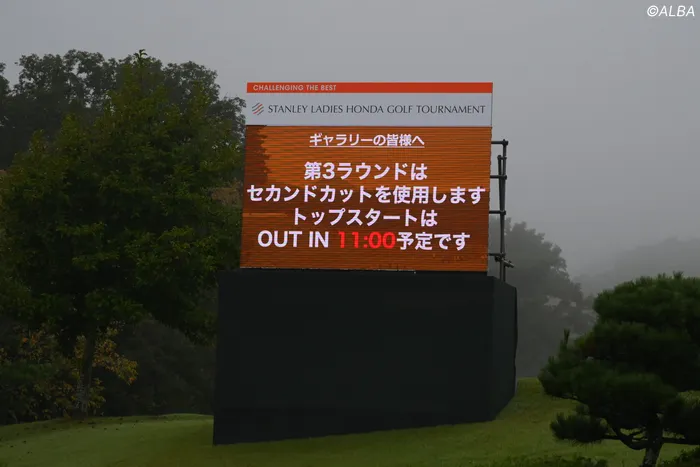 ©ALBA
CHALLENGING THE BEST
STANLEY LADIES HONDA GOLF TOURNAMENT
ギャラリーの皆様へ
第3ラウンドは
セカンドカットを使用します
トップスタートは
OUT IN 11:00予定です